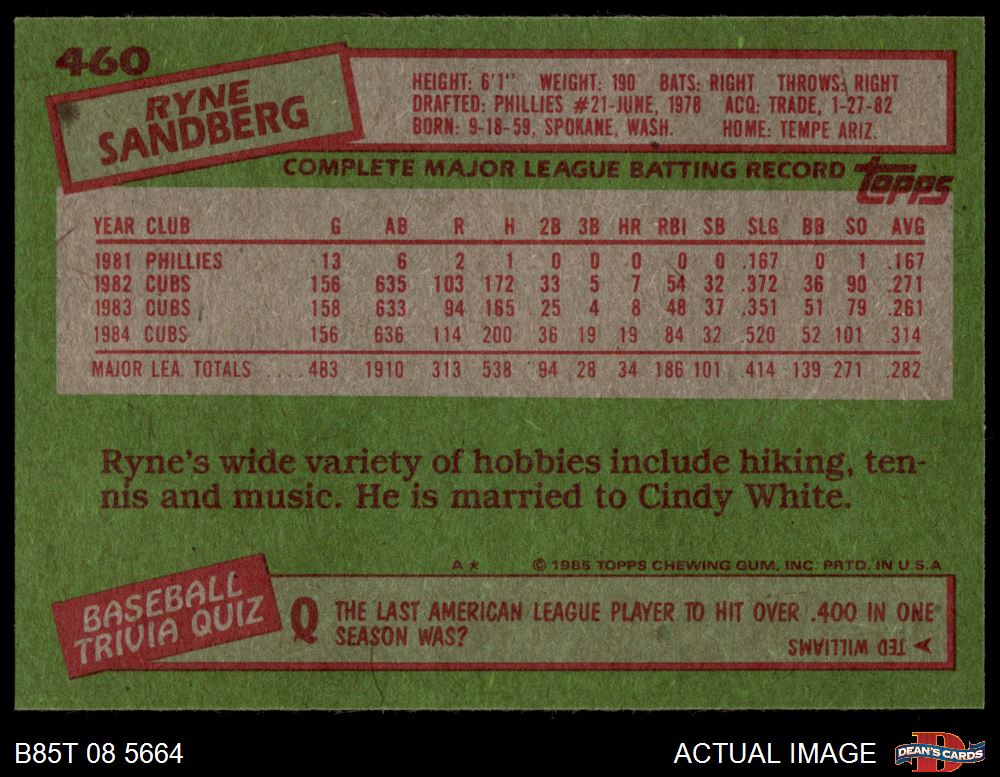 460
RYNE
SANDBERG
HEIGHT: 6'1" WEIGHT: 190 BATS: RIGHT THROWS: RIGHT
DRAFTED: PHILLIES #21-JUNE, 1978 ACQ: TRADE, 1-27-82
BORN: 9-18-59, SPOKANE, WASH. HOME: TEMPE ARIZ.
COMPLETE MAJOR LEAGUE BATTING RECORD
Topps
YEAR CLUB G AB R H 2B 3B HR RBI SB SLG BB SO AVG
1981 PHILLIES 13 6 2 1 0 0 0 0 0 .167 0 1 .167
1982 CUBS 156 635 103 172 33 5 7 54 32 .372 36 90 .271
1983 CUBS 158 633 94 165 25 4 8 48 37 .351 51 79 .261
1984 CUBS 156 636 114 200 36 19 19 84 32 .520 52 101 .314
MAJOR LEA. TOTALS ....483 1910 313 538 94 28 34 186 101 .414 139 271 .282
Ryne's wide variety of hobbies include hiking, ten-
nis and music. He is married to Cindy White.
A* © 1985 TOPPS CHEWING GUM, INC. PRTD. IN U.S.A
BASEBALL
TRIVIA QUIZ
Q THE LAST AMERICAN LEAGUE PLAYER TO HIT OVER .400 IN ONE
SEASON WAS?
TED WILLIAMS
B85T 08 5664
ACTUAL IMAGE
DEAN'S CARDS